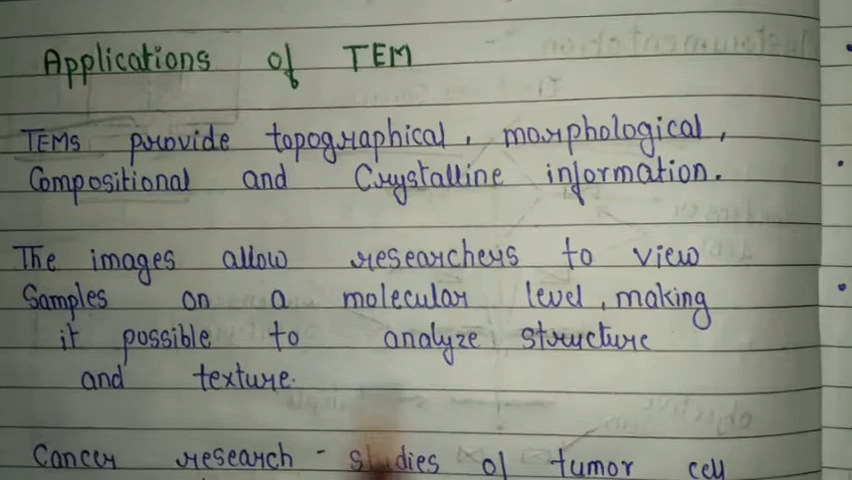 Applications of TEM
TEMs provide topographical, morphological,
Compositional and Crystalline information.
The images allow researchers to view
Samples on a molecular level, making
it possible to analyze structure
and texture.
Cancer research - studies of tumor cell